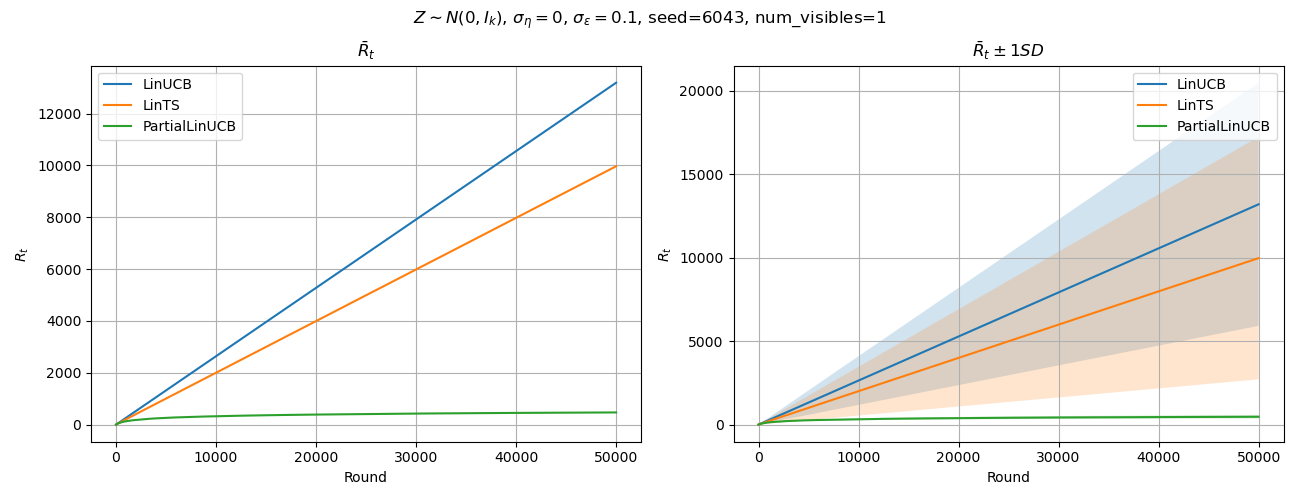 Z ∼ N(0, I_k), σ_η = 0, σ_ε = 0.1, seed=6043, num_visibles=1
R̄_t
R_t
12000
10000
8000
6000
4000
2000
0
LinUCB
LinTS
PartialLinUCB
0
10000
20000
30000
40000
50000
Round
R̄_t ± 1SD
R_t
20000
15000
10000
5000
0
LinUCB
LinTS
PartialLinUCB
0
10000
20000
30000
40000
50000
Round